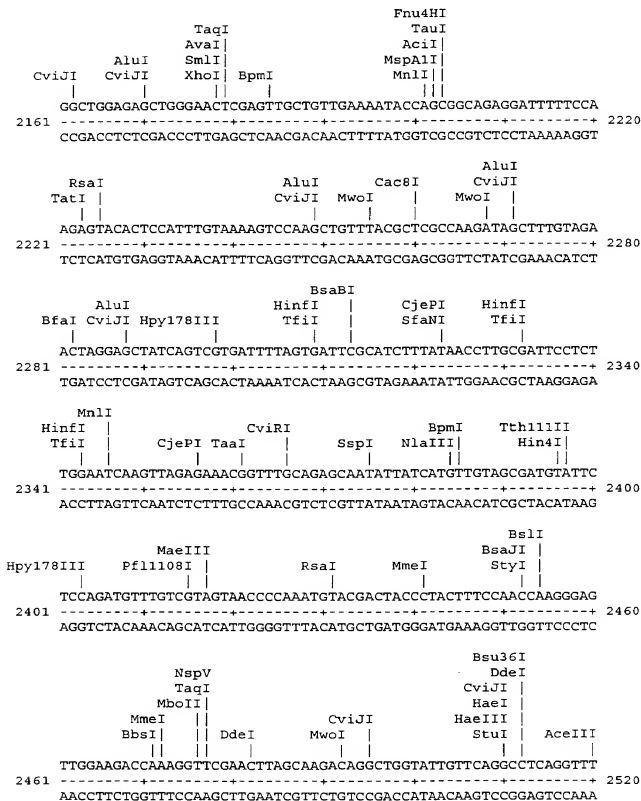 Fnu4HI
TaqI TauI
AvaI AciI
AluI SmlI MspA1I
CviJI CviJI XhoI BpmI MnlI
GGCTGGAGAGCTGGGAACTCGAGTTGCTGTTGAAAATACCAGCGGCAGAGGATTTTTCCA
2161 ---------+---------+---------+---------+---------+---------+ 2220
CCGACCTCTCGACCCTTGAGCTCAACGACAACTTTTATGGTCGCCGTCTCCTAAAAAGGT
AluI
RsaI AluI Cac8I CviJI
TatI CviJI MwoI MwoI
AGAGTACACTCCATTTGTAAAAGTCCAAGCTGTTTACGCTCGCCAAGATAGCTTTGTAGA
2221 ---------+---------+---------+---------+---------+---------+ 2280
TCTCATGTGAGGTAAACATTTTCAGGTTCGACAAATGCGAGCGGTTCTATCGAAACATCT
BsaBI
AluI HinfI CjePI HinfI
BfaI CviJI Hpy178III TfiI SfaNI TfiI
ACTAGGAGCTATCAGTCGTGATTTTAGTGATTCGCATCTTTATAACCTTGCGATTCCTCT
2281 ---------+---------+---------+---------+---------+---------+ 2340
TGATCCTCGATAGTCAGCACTAAAATCACTAAGCGTAGAAATATTGGAACGCTAAGGAGA
MnlI
HinfI CviRI BpmI Tth111II
TfiI CjePI TaaI SspI NlaIII Hin4I
TGGAATCAAGTTAGAGAAACGGTTTGCAGAGCAATATTATCATGTTGTAGCGATGTATTC
2341 ---------+---------+---------+---------+---------+---------+ 2400
ACCTTAGTTCAATCTCTTTGCCAAACGTCTCGTTATAATAGTACAACATCGCTACATAAG
BslI
MaeIII BsaJI
Hpy178III Pfl1108I RsaI MmeI StyI
TCCAGATGTTTGTCGTAGTAACCCCAAATGTACGACTACCCTACTTTCCAACCAAGGGAG
2401 ---------+---------+---------+---------+---------+---------+ 2460
AGGTCTACAAACAGCATCATTGGGGTTTACATGCTGATGGGATGAAAGGTTGGTTCCCTC
Bsu36I
NspV DdeI
TaqI CviJI
MboII HaeI
MmeI CviJI HaeIII
BbsI DdeI MwoI StuI AceIII
TTGGAAGACCAAAGGTTCGAACTTAGCAAGACAGGCTGGTATTGTTCAGGCCTCAGGTTT
2461 ---------+---------+---------+---------+---------+---------+ 2520
AACCTTCTGGTTTCCAAGCTTGAATCGTTCTGTCCGACCATAACAAGTCCGGAGTCCAAA